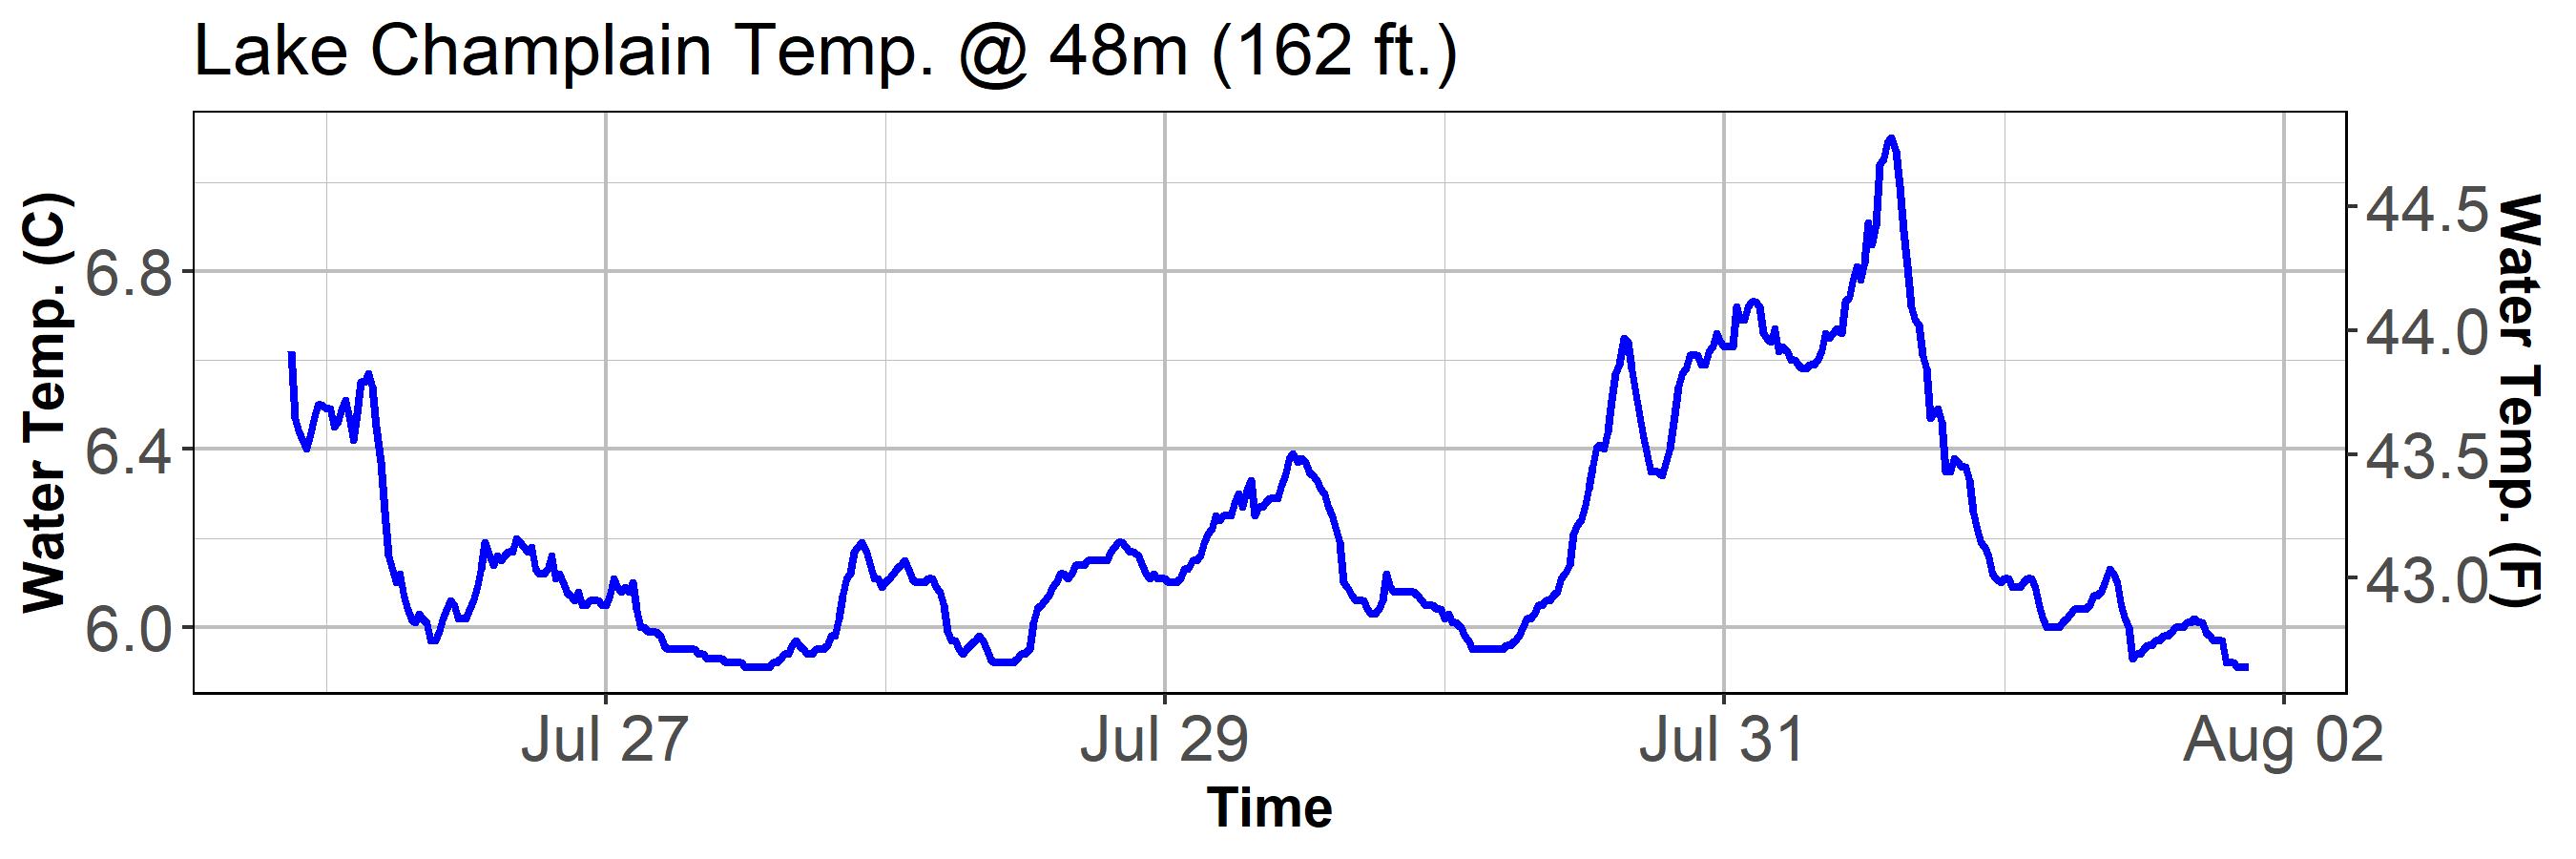 Lake Champlain Temp. @ 48m (162 ft.)
Water Temp. (C)
6.8
6.4
6.0
44.5
44.0
43.5
43.0
Water Temp. (F)
Jul 27
Jul 29
Jul 31
Aug 02
Time